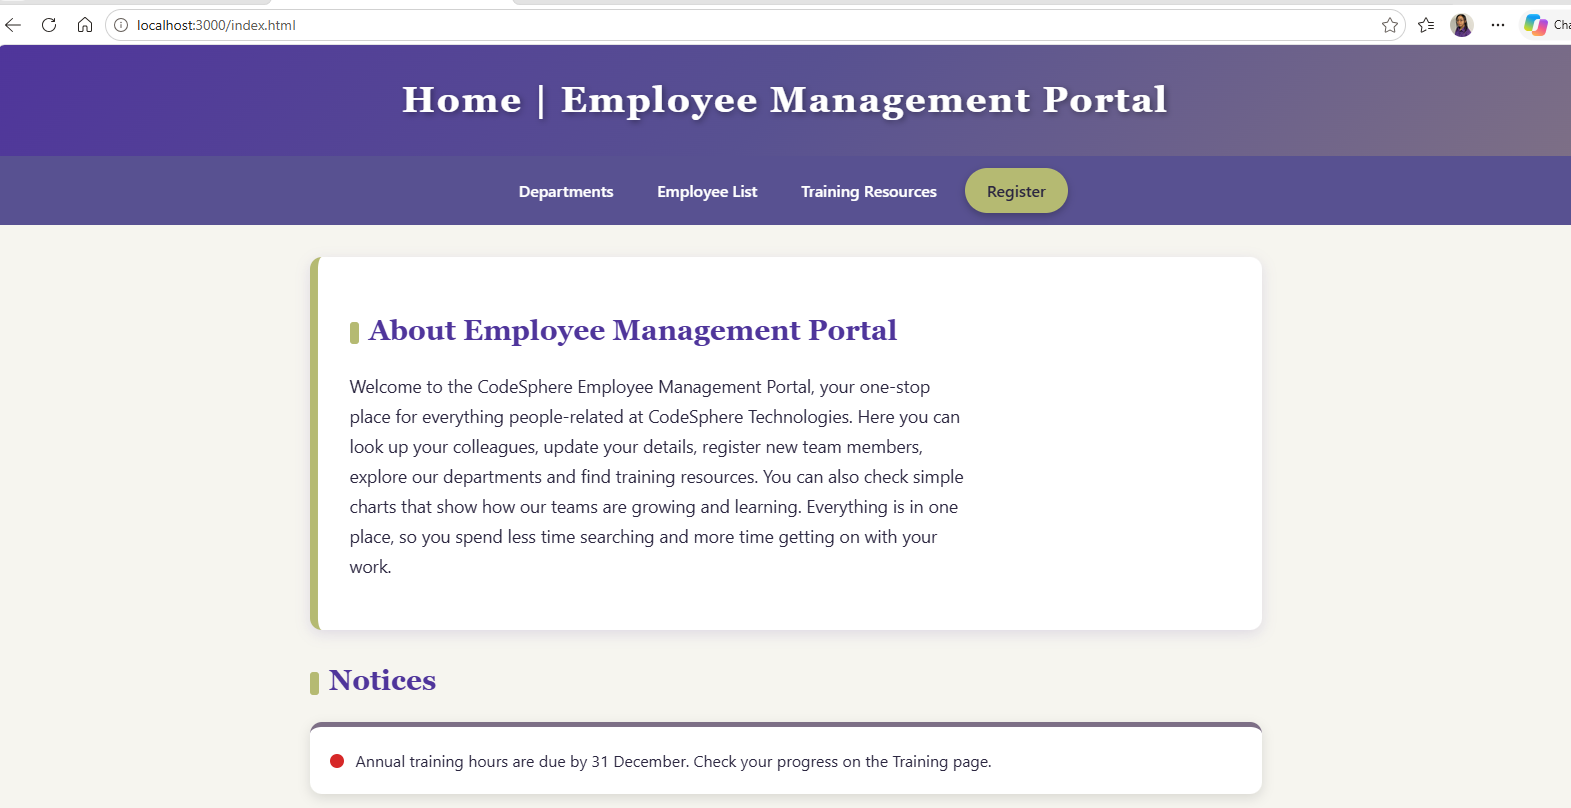 localhost:3000/index.html
Home | Employee Management Portal
Departments
Employee List
Training Resources
Register
About Employee Management Portal
Welcome to the CodeSphere Employee Management Portal, your one-stop
place for everything people-related at CodeSphere Technologies. Here you can
look up your colleagues, update your details, register new team members,
explore our departments and find training resources. You can also check simple
charts that show how our teams are growing and learning. Everything is in one
place, so you spend less time searching and more time getting on with your
work.
Notices
Annual training hours are due by 31 December. Check your progress on the Training page.